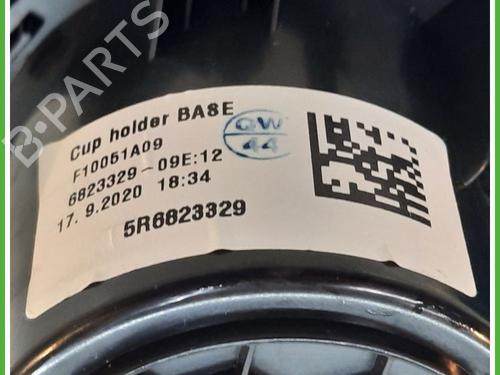 Cup holder BA8E
F10051A09
6823329-09E:12
17. 9.2020 18:34
5R6823329
QW
44
B-PARTS